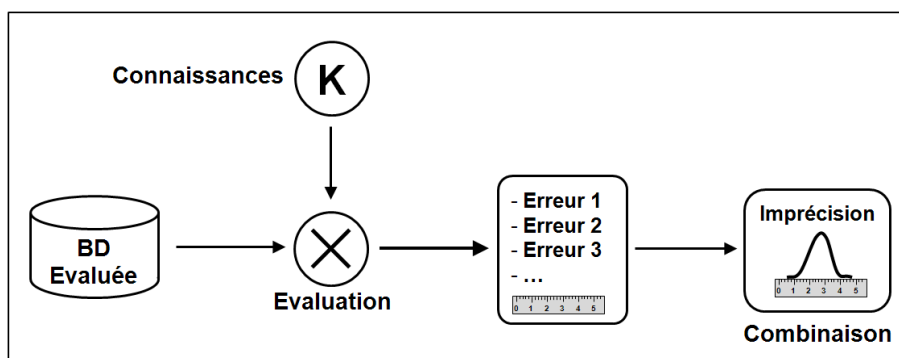 Connaissances
K
BD
Evaluée
Evaluation
- Erreur 1
- Erreur 2
- Erreur 3
- ...
0 1 2 3 4 5
Imprécision
0 1 2 3 4 5
Combinaison